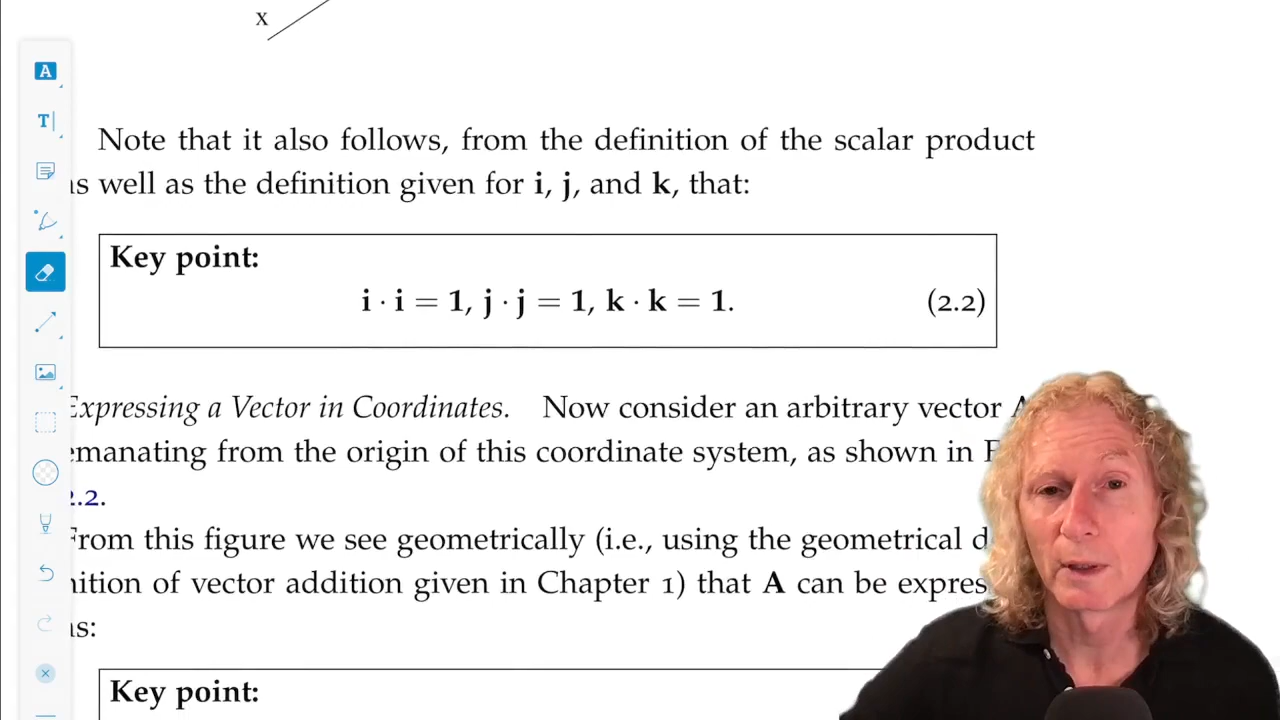 x
A
T
Note that it also follows, from the definition of the scalar product
as well as the definition given for i, j, and k, that:
Key point:
i · i = 1, j · j = 1, k · k = 1. (2.2)
Expressing a Vector in Coordinates. Now consider an arbitrary vector A
emanating from the origin of this coordinate system, as shown in F
2.2.
From this figure we see geometrically (i.e., using the geometrical d
nition of vector addition given in Chapter 1) that A can be expres
as:
Key point: